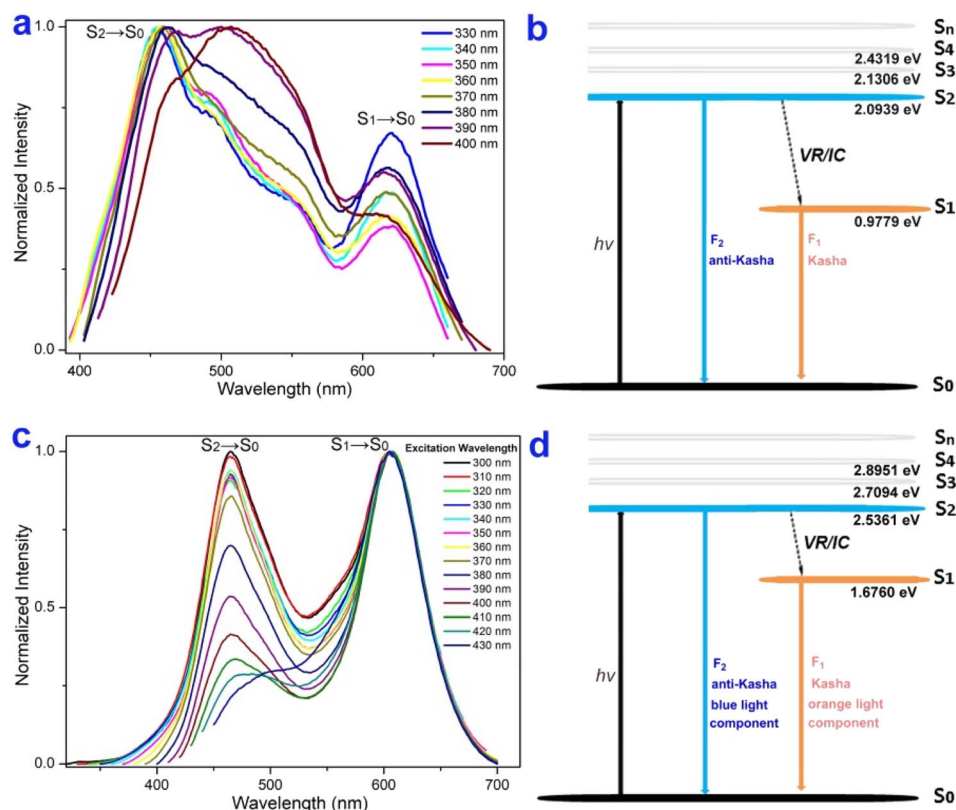 a
S2→S0
S1→S0
330 nm
340 nm
350 nm
360 nm
370 nm
380 nm
390 nm
400 nm
1.0
0.5
0.0
Normalized Intensity
400
500
600
700
Wavelength (nm)
b
Sn
S4
2.4319 eV
S3
2.1306 eV
S2
2.0939 eV
VR/IC
S1
0.9779 eV
hv
F2
anti-Kasha
F1
Kasha
S0
c
S2→S0
S1→S0
Excitation Wavelength
300 nm
310 nm
320 nm
330 nm
340 nm
350 nm
360 nm
370 nm
380 nm
390 nm
400 nm
410 nm
420 nm
430 nm
1.0
0.5
0.0
Normalized Intensity
400
500
600
700
Wavelength (nm)
d
Sn
S4
2.8951 eV
S3
2.7094 eV
S2
2.5361 eV
VR/IC
S1
1.6760 eV
hv
F2
anti-Kasha
blue light
component
F1
Kasha
orange light
component
S0